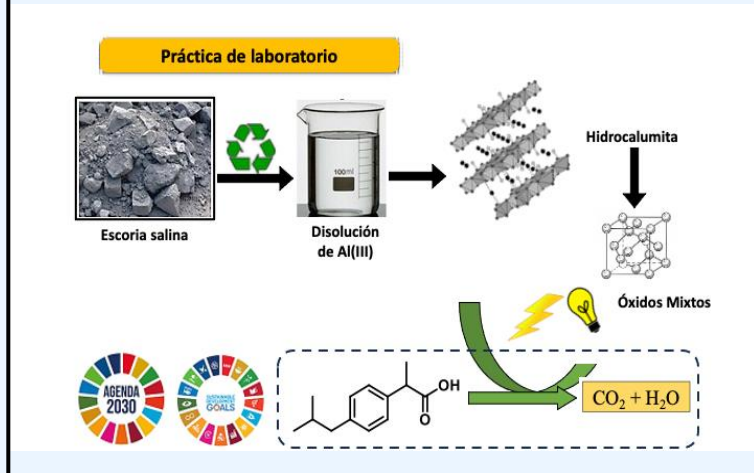 Práctica de laboratorio
100ml
Escoria salina
Disolución
de Al(III)
Hidrocalumita
Óxidos Mixtos
AGENDA
2030
SUSTAINABLE
DEVELOPMENT
GOALS
OH
O
CO₂ + H₂O